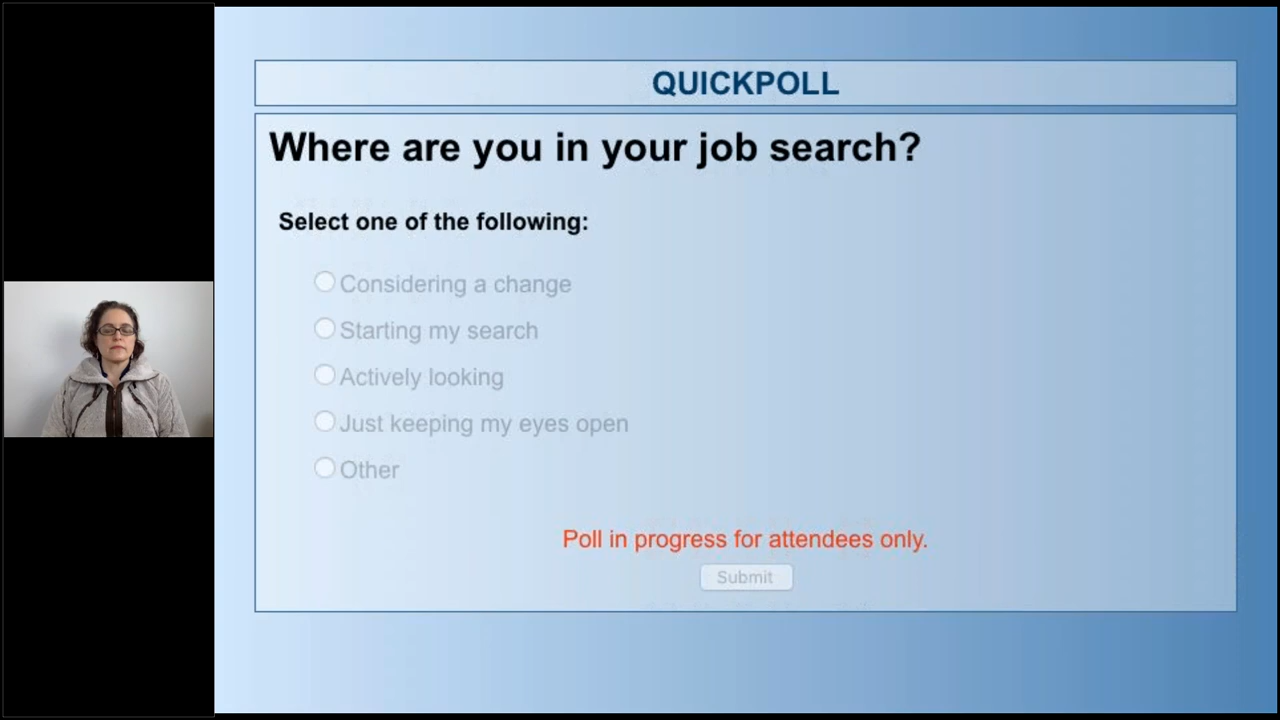 QUICKPOLL
Where are you in your job search?
Select one of the following:
Considering a change
Starting my search
Actively looking
Just keeping my eyes open
Other
Poll in progress for attendees only.
Submit